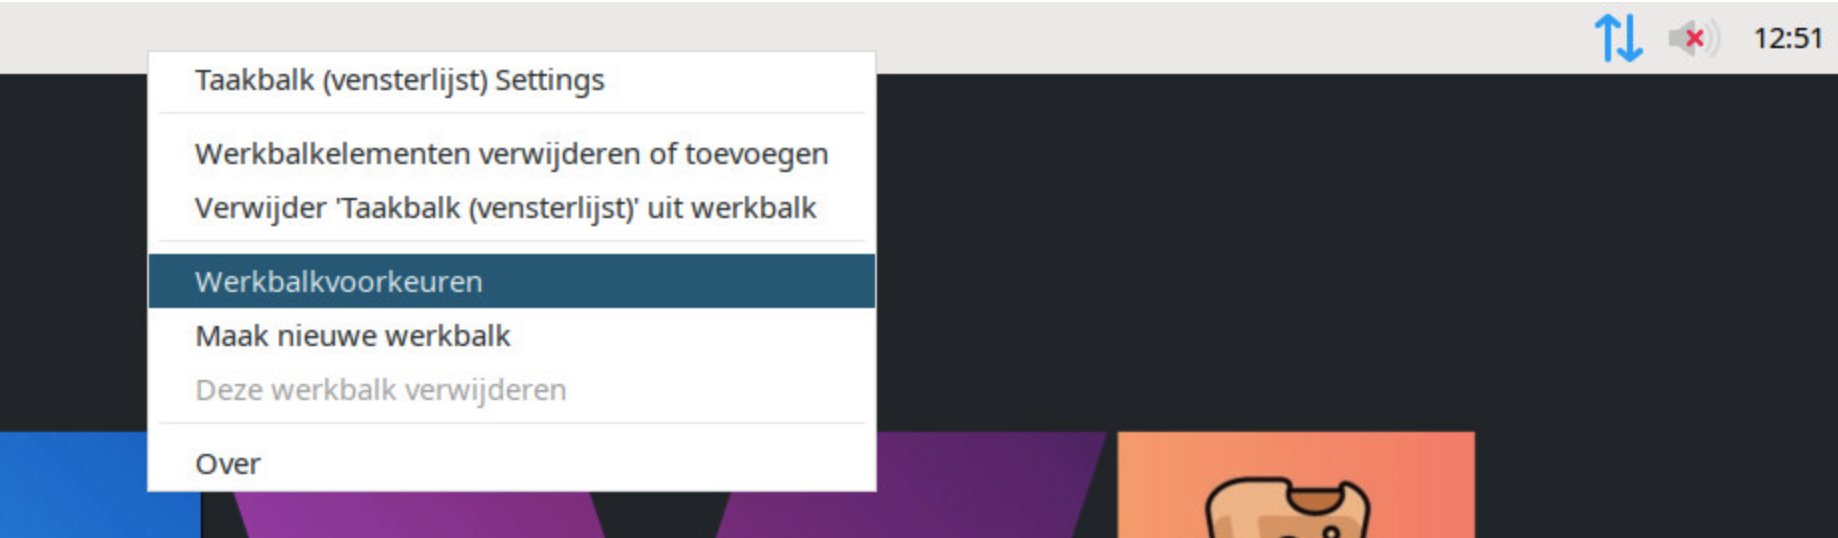 12:51
Taakbalk (vensterlijst) Settings
Werkbalkelementen verwijderen of toevoegen
Verwijder 'Taakbalk (vensterlijst)' uit werkbalk
Werkbalkvoorkeuren
Maak nieuwe werkbalk
Deze werkbalk verwijderen
Over